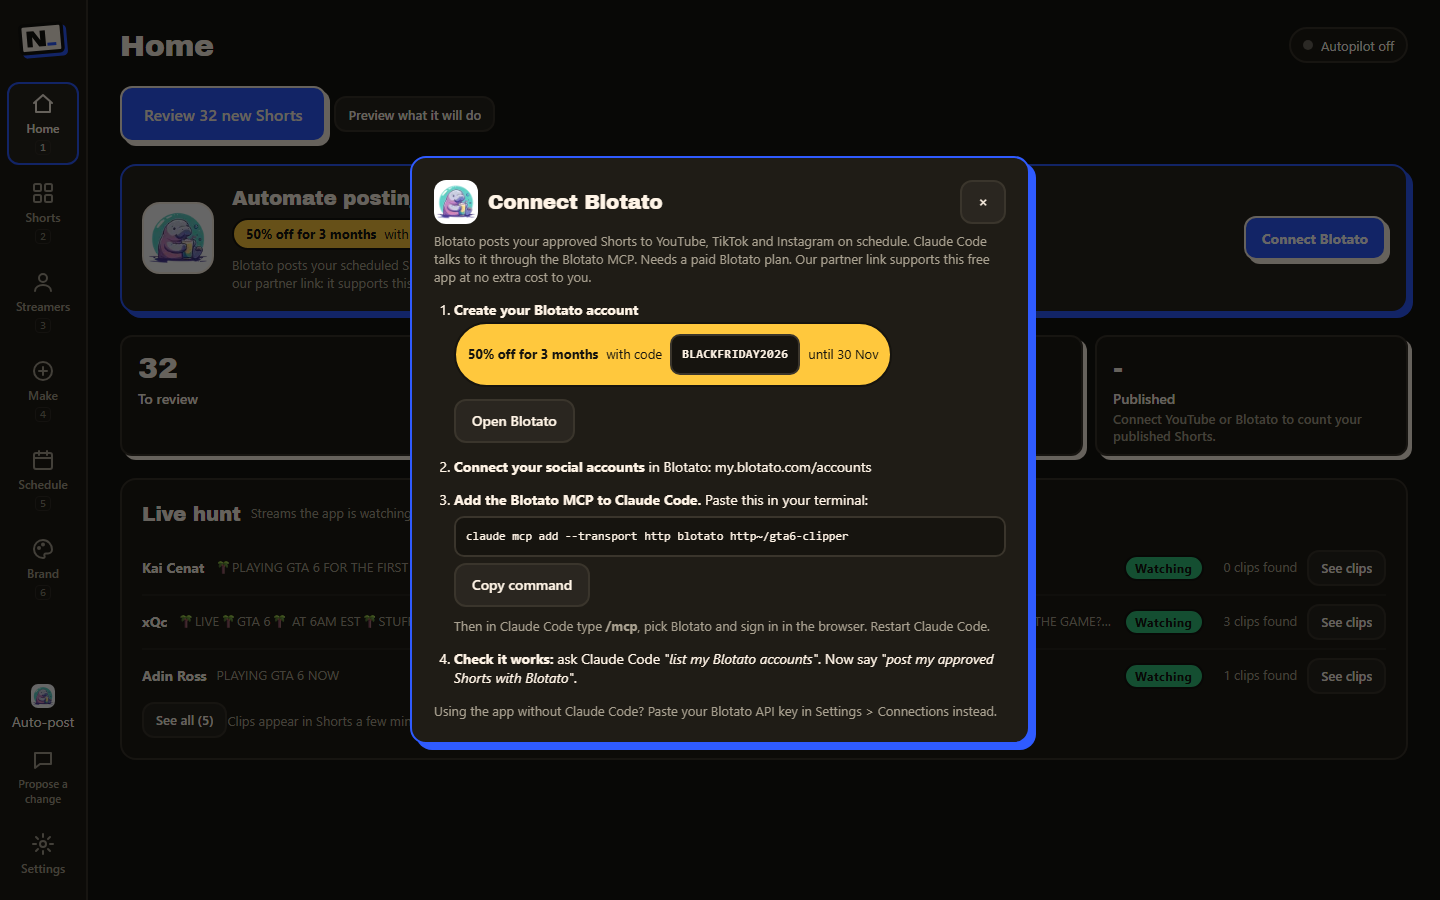 N_
Home
Autopilot off
Review 32 new Shorts
Preview what it will do
Home
1
Shorts
2
Streamers
3
Make
4
Schedule
5
Brand
6
Auto-post
Propose a
change
Settings
Automate postin
50% off for 3 months with
Blotato posts your scheduled S
our partner link: it supports this
Connect Blotato
32
To review
-
Published
Connect YouTube or Blotato to count your
published Shorts.
Live hunt Streams the app is watching
Kai Cenat 🌴PLAYING GTA 6 FOR THE FIRST
Watching 0 clips found See clips
xQc 🌴LIVE🌴GTA 6🌴 AT 6AM EST🌴STUFF
THE GAME?... Watching 3 clips found See clips
Adin Ross PLAYING GTA 6 NOW
Watching 1 clips found See clips
See all (5) Clips appear in Shorts a few min
Connect Blotato
×
Blotato posts your approved Shorts to YouTube, TikTok and Instagram on schedule. Claude Code
talks to it through the Blotato MCP. Needs a paid Blotato plan. Our partner link supports this free
app at no extra cost to you.
1. Create your Blotato account
50% off for 3 months with code BLACKFRIDAY2026 until 30 Nov
Open Blotato
2. Connect your social accounts in Blotato: my.blotato.com/accounts
3. Add the Blotato MCP to Claude Code. Paste this in your terminal:
claude mcp add --transport http blotato http~/gta6-clipper
Copy command
Then in Claude Code type /mcp, pick Blotato and sign in in the browser. Restart Claude Code.
4. Check it works: ask Claude Code "list my Blotato accounts". Now say "post my approved
Shorts with Blotato".
Using the app without Claude Code? Paste your Blotato API key in Settings > Connections instead.